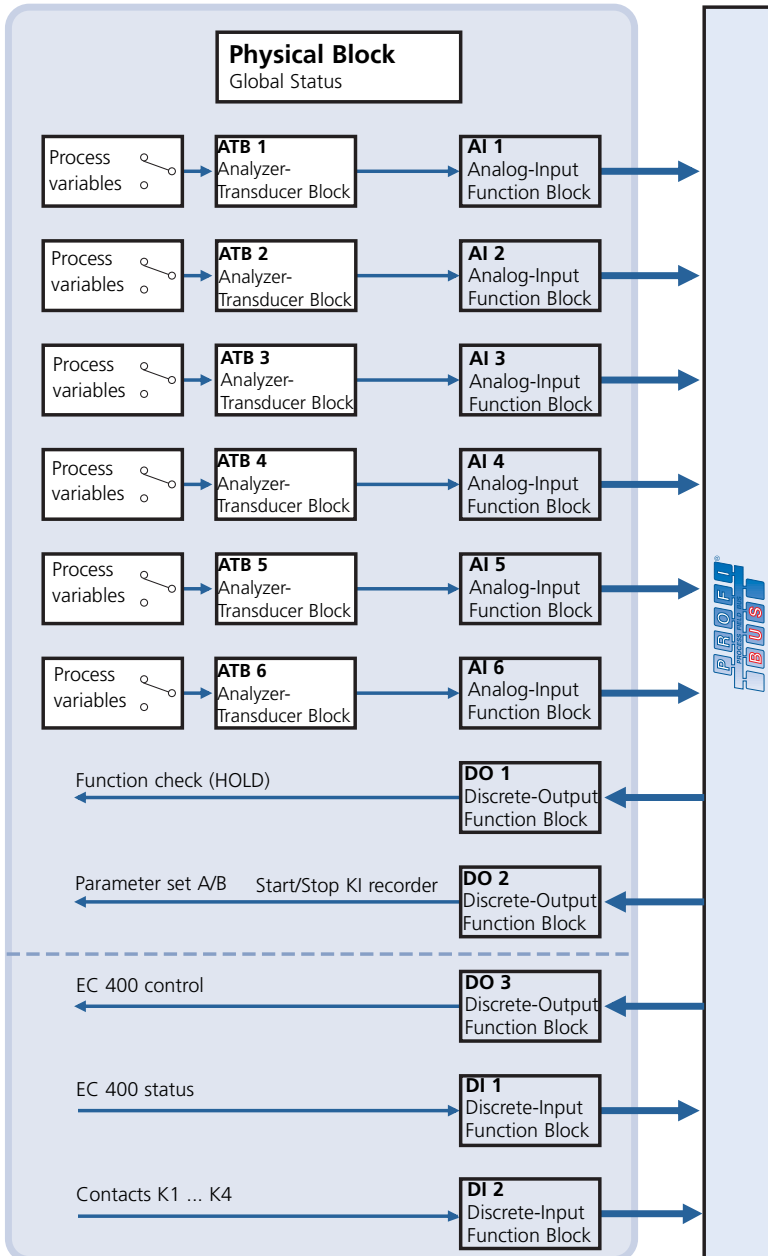 Physical Block
Global Status
Process
variables
ATB 1
Analyzer-
Transducer Block
AI 1
Analog-Input
Function Block
Process
variables
ATB 2
Analyzer-
Transducer Block
AI 2
Analog-Input
Function Block
Process
variables
ATB 3
Analyzer-
Transducer Block
AI 3
Analog-Input
Function Block
Process
variables
ATB 4
Analyzer-
Transducer Block
AI 4
Analog-Input
Function Block
Process
variables
ATB 5
Analyzer-
Transducer Block
AI 5
Analog-Input
Function Block
Process
variables
ATB 6
Analyzer-
Transducer Block
AI 6
Analog-Input
Function Block
Function check (HOLD)
DO 1
Discrete-Output
Function Block
Parameter set A/B Start/Stop KI recorder
DO 2
Discrete-Output
Function Block
EC 400 control
DO 3
Discrete-Output
Function Block
EC 400 status
DI 1
Discrete-Input
Function Block
Contacts K1 ... K4
DI 2
Discrete-Input
Function Block
PROFI®
PROCESS FIELD BUS
BUS